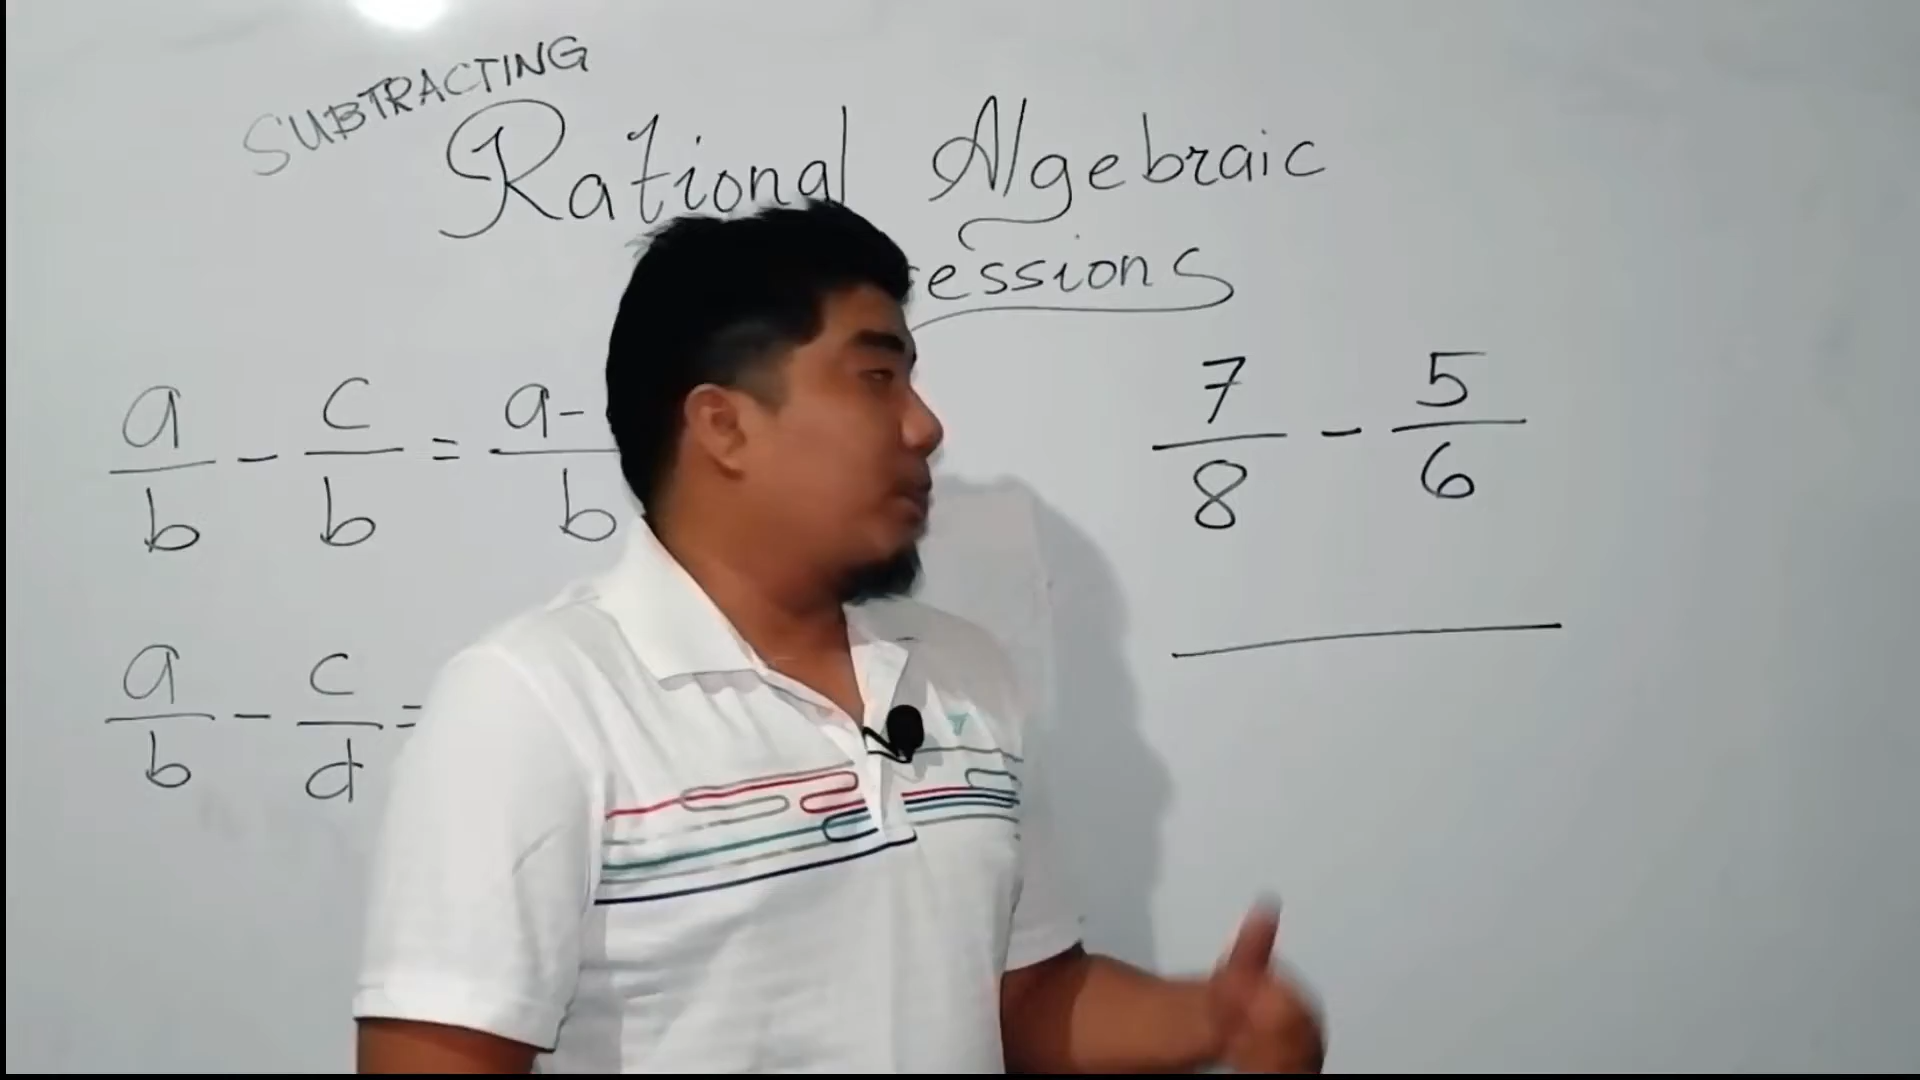 SUBTRACTING
Rational Algebraic
essions
a/b - c/b = a-/b
7/8 - 5/6
a/b - c/d =